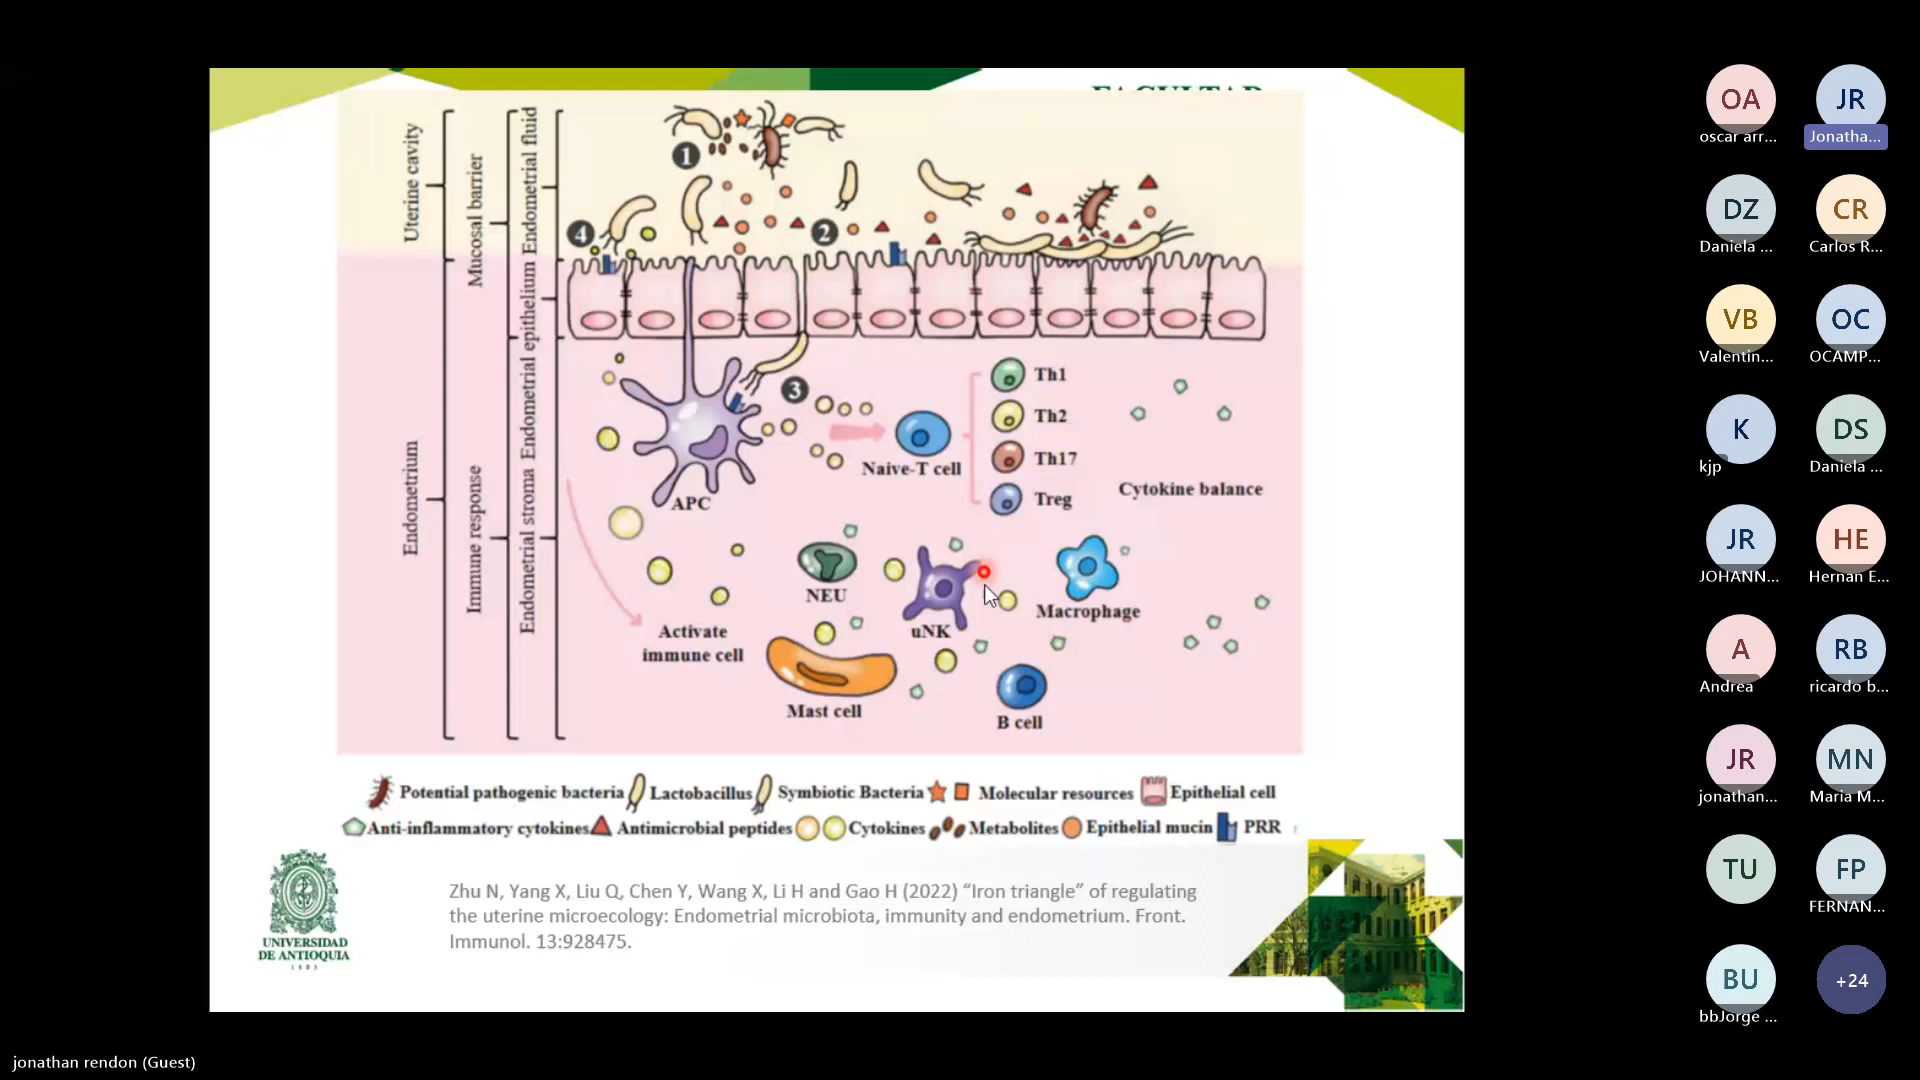 FACULTAD
Uterine cavity
Mucosal barrier
Endometrial fluid
Endometrial epithelium
Endometrium
Immune response
Endometrial stroma
1
2
4
3
Th1
Th2
Th17
Treg
Naive-T cell
Cytokine balance
APC
NEU
uNK
Macrophage
Activate
immune cell
Mast cell
B cell
Potential pathogenic bacteria Lactobacillus Symbiotic Bacteria Molecular resources Epithelial cell
Anti-inflammatory cytokines Antimicrobial peptides Cytokines Metabolites Epithelial mucin PRR
Zhu N, Yang X, Liu Q, Chen Y, Wang X, Li H and Gao H (2022) “Iron triangle” of regulating
the uterine microecology: Endometrial microbiota, immunity and endometrium. Front.
Immunol. 13:928475.
UNIVERSIDAD
DE ANTIOQUIA
1803
OA JR
oscar arr... Jonatha...
DZ CR
Daniela ... Carlos R...
VB OC
Valentin... OCAMP...
K DS
kjp Daniela ...
JR HE
JOHANN... Hernan E...
A RB
Andrea ricardo b...
JR MN
jonathan... Maria M...
TU FP
FERNAN...
BU +24
bbJorge ...
jonathan rendon (Guest)